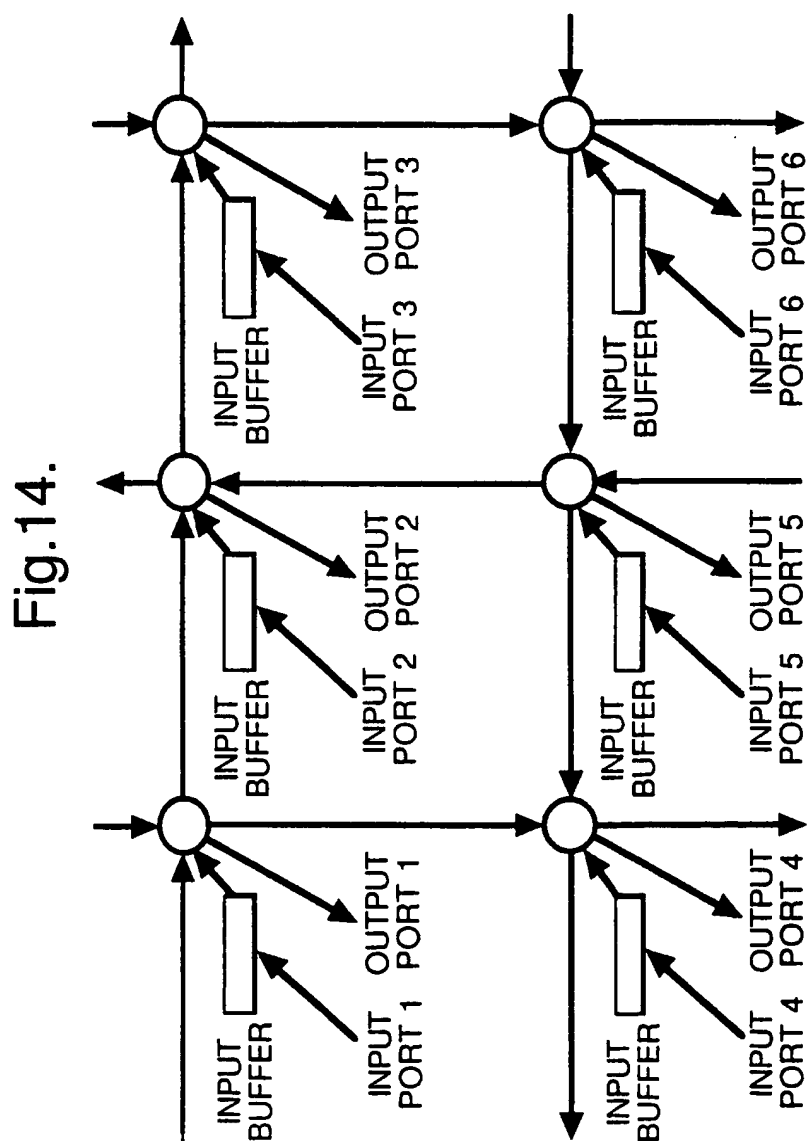 Fig.14.
INPUT
BUFFER
INPUT
PORT 1
OUTPUT
PORT 1
INPUT
BUFFER
INPUT
PORT 2
OUTPUT
PORT 2
INPUT
BUFFER
INPUT
PORT 3
OUTPUT
PORT 3
INPUT
BUFFER
INPUT
PORT 4
OUTPUT
PORT 4
INPUT
BUFFER
INPUT
PORT 5
OUTPUT
PORT 5
INPUT
BUFFER
INPUT
PORT 6
OUTPUT
PORT 6